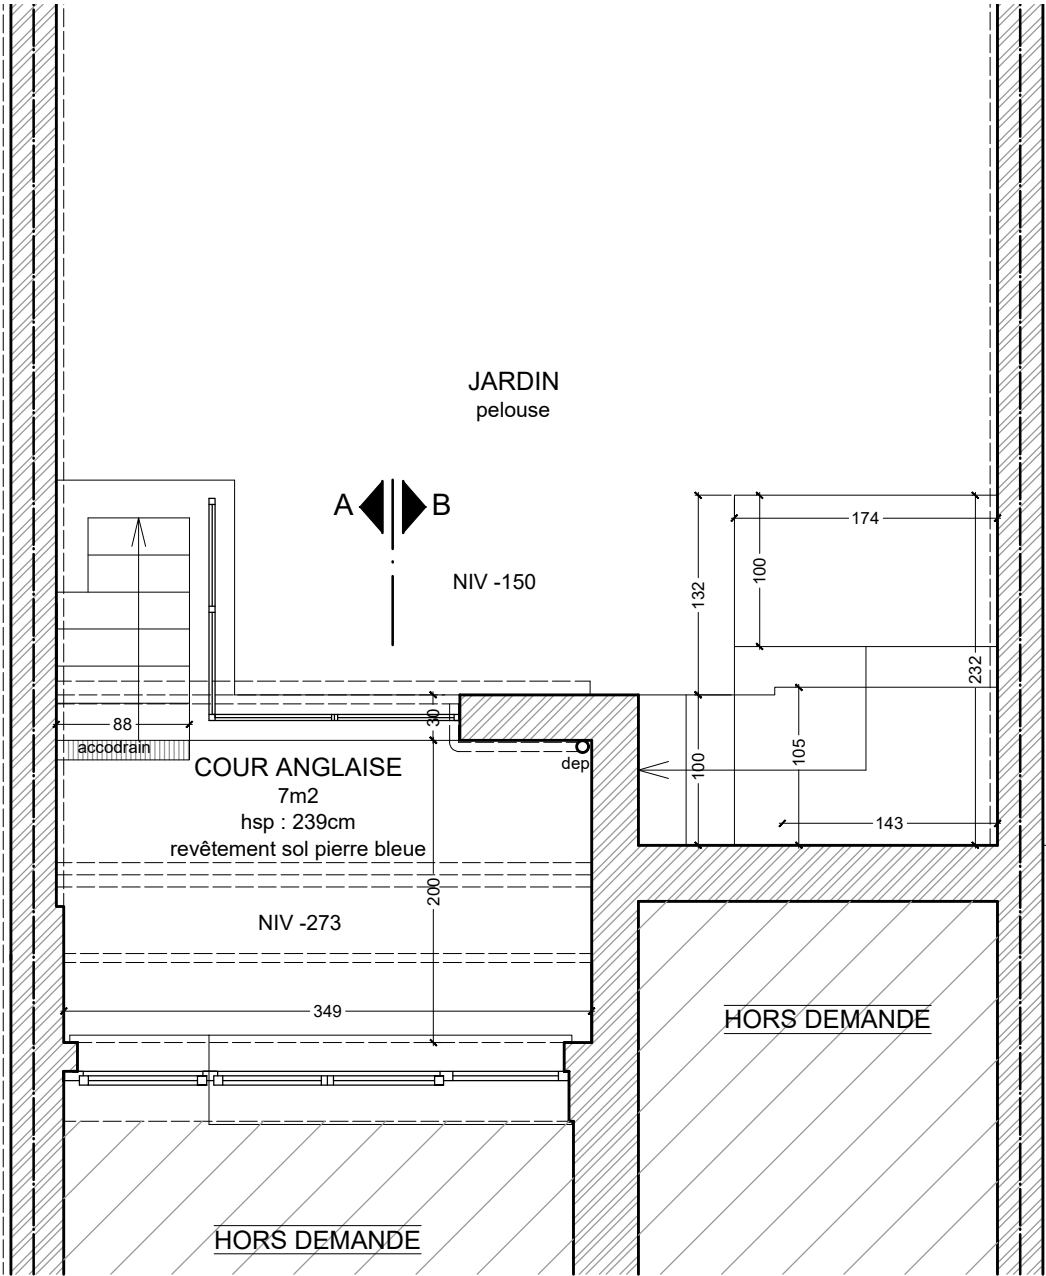 JARDIN
pelouse
A
B
174
100
NIV -150
132
232
88
30
accodrain
dep
COUR ANGLAISE
7m2
hsp : 239cm
revêtement sol pierre bleue
100
105
143
200
NIV -273
349
HORS DEMANDE
HORS DEMANDE